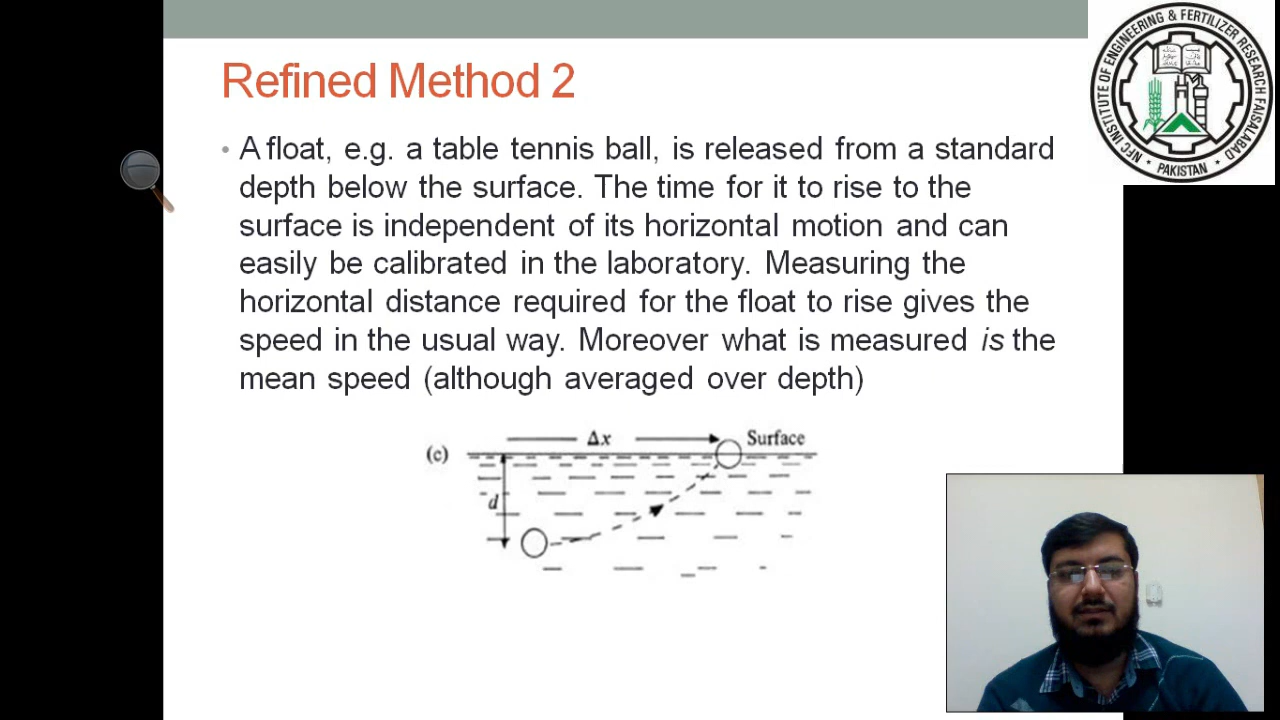 Refined Method 2
• A float, e.g. a table tennis ball, is released from a standard
depth below the surface. The time for it to rise to the
surface is independent of its horizontal motion and can
easily be calibrated in the laboratory. Measuring the
horizontal distance required for the float to rise gives the
speed in the usual way. Moreover what is measured is the
mean speed (although averaged over depth)
(c)
Δx
Surface
d
NFC INSTITUTE OF ENGINEERING & FERTILIZER RESEARCH FAISALABAD
• PAKISTAN •